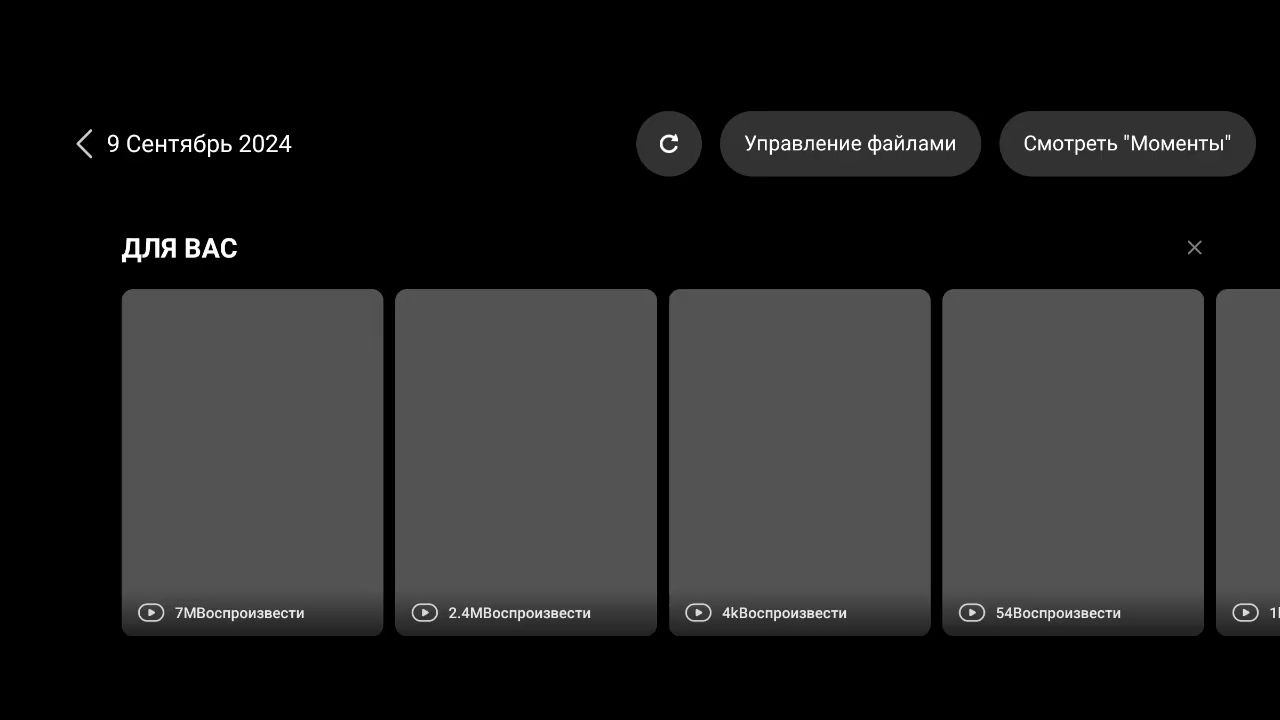 9 Сентябрь 2024
Управление файлами
Смотреть "Моменты"
ДЛЯ ВАС
7MВоспроизвести
2.4MВоспроизвести
4kВоспроизвести
54Воспроизвести